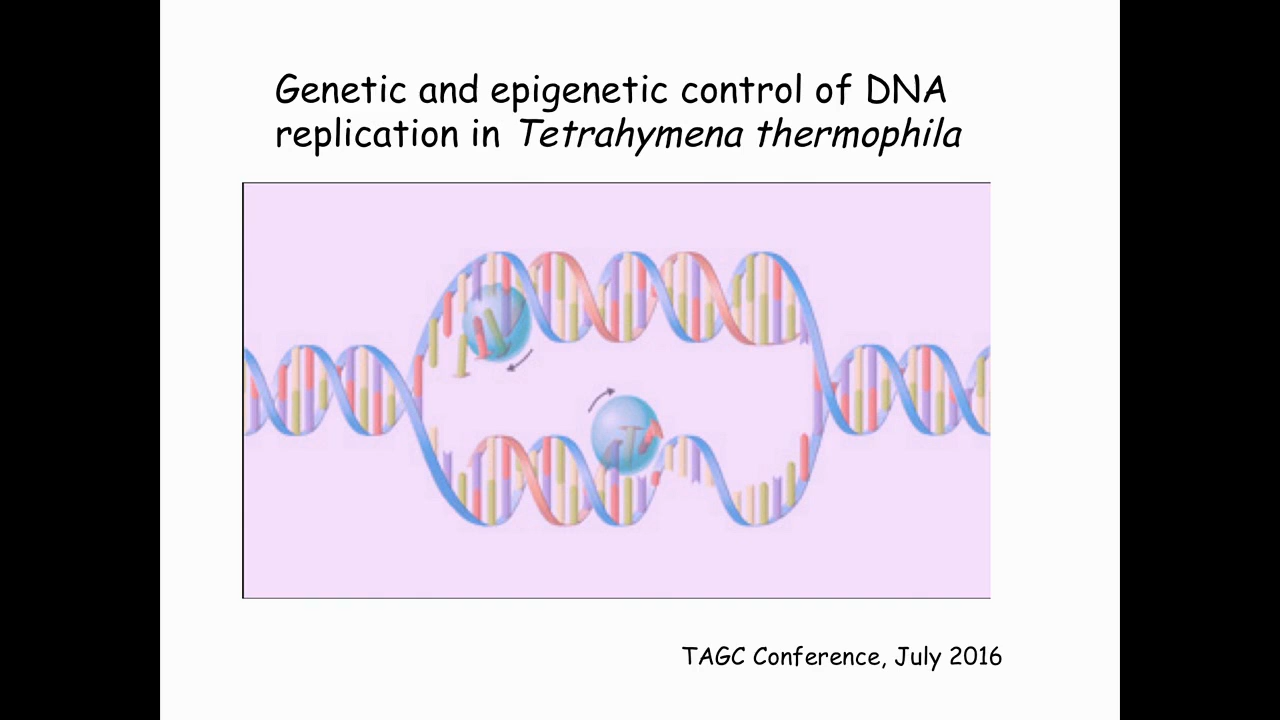 Genetic and epigenetic control of DNA
replication in Tetrahymena thermophila
TAGC Conference, July 2016